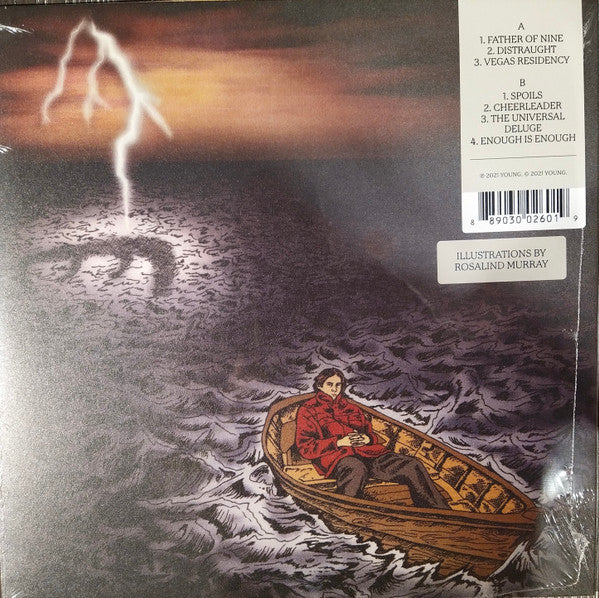 A
1. FATHER OF NINE
2. DISTRAUGHT
3. VEGAS RESIDENCY
B
1. SPOILS
2. CHEERLEADER
3. THE UNIVERSAL
DELUGE
4. ENOUGH IS ENOUGH
℗ 2021 YOUNG. © 2021 YOUNG.
8 89030 02601 9
ILLUSTRATIONS BY
ROSALIND MURRAY